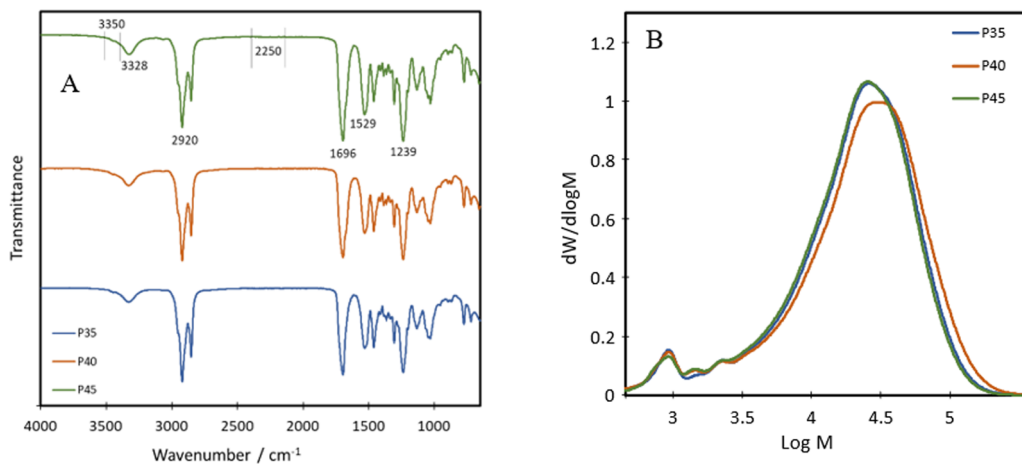 A
3350
3328
2250
2920
1696
1529
1239
Transmittance
P35
P40
P45
4000 3500 3000 2500 2000 1500 1000
Wavenumber / cm⁻¹
B
P35
P40
P45
1.2
1
0.8
0.6
0.4
0.2
0
dW/dlogM
3 3.5 4 4.5 5
Log M